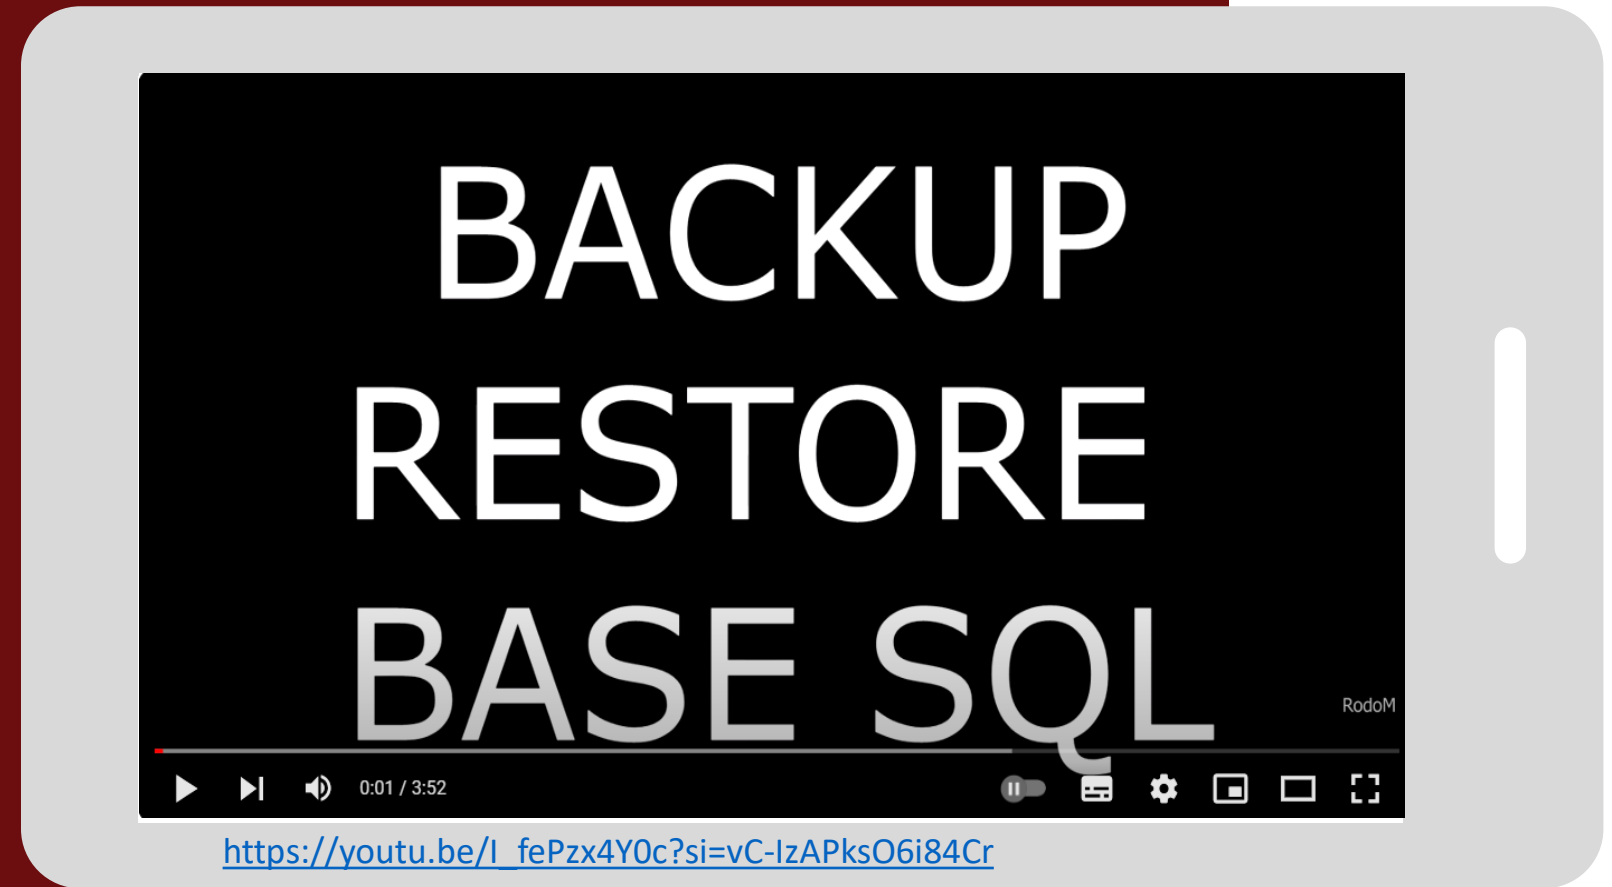 BACKUP
RESTORE
BASE SQL
RodoM
0:01 / 3:52
https://youtu.be/I_fePzx4Y0c?si=vC-IzAPksO6i84Cr